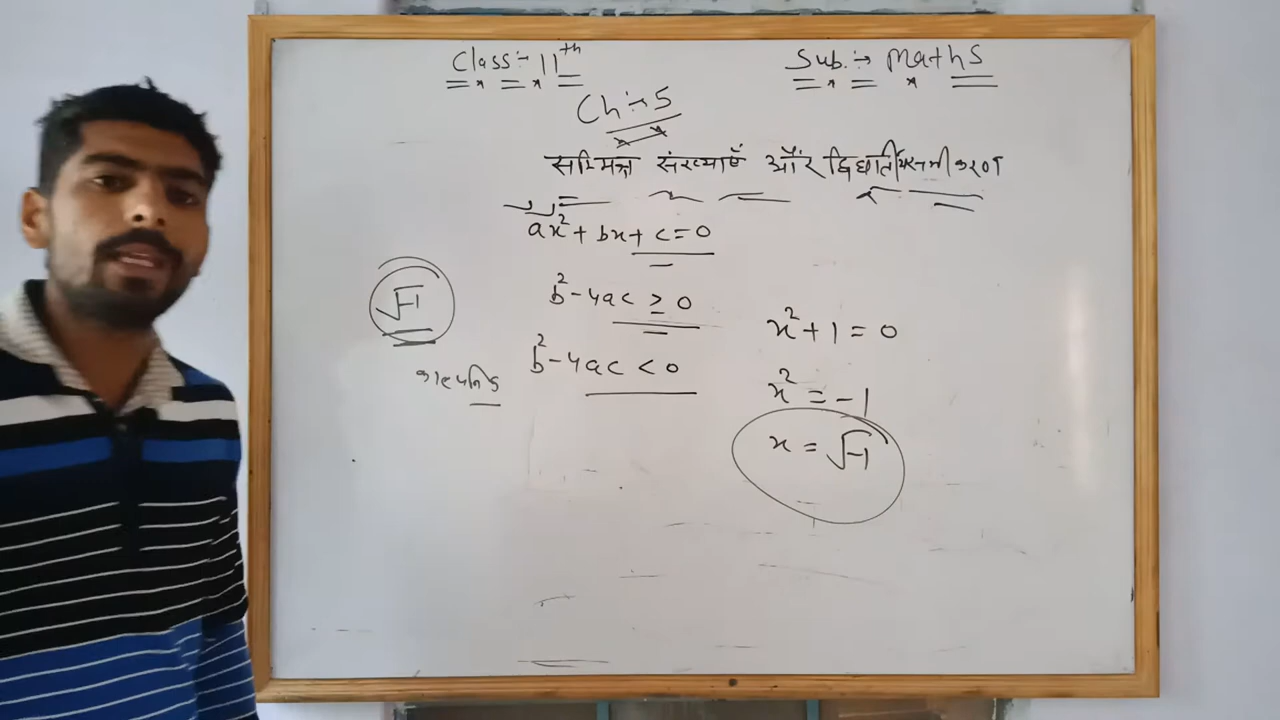 Class:- 11th
Sub.:→ Maths
Ch:→5
सम्मिश्र संख्याएँ और द्विघातीय समीकरण
ax²+bx+c=0
b²-4ac ≥ 0
b²-4ac < 0
√-1
काल्पनिक
x²+1=0
x²=-1
x=√-1